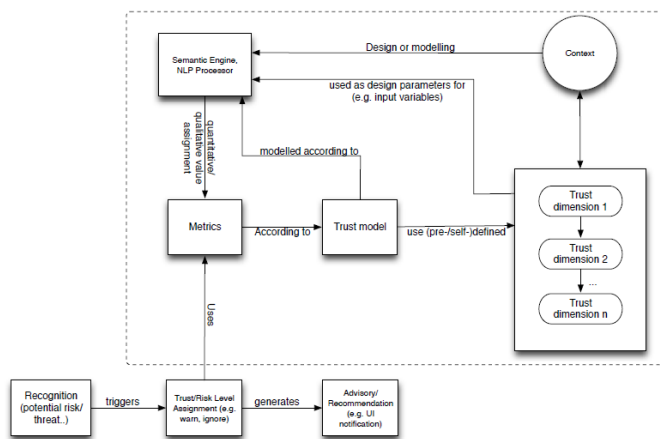 Design or modelling
Context
Semantic Engine,
NLP Processor
used as design parameters for
(e.g. input variables)
quantitative/
qualitative value
assignment
modelled according to
Trust
dimension 1
Metrics
According to
Trust model
use (pre-/self-)defined
Trust
dimension 2
...
Trust
dimension n
Uses
Recognition
(potential risk/
threat..)
triggers
Trust/Risk Level
Assignment (e.g.
warn, ignore)
generates
Advisory/
Recommendation
(e.g. UI
notification)